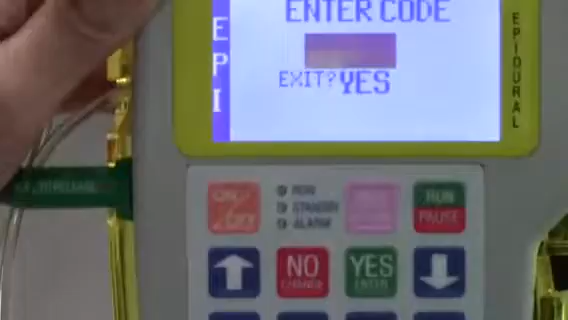 ENTER CODE
EPI
EXIT? YES
EPIDURAL
ON/OFF
RUN
STANDBY
ALARM
RUN
PAUSE
NO
CHANGE
YES
ENTER